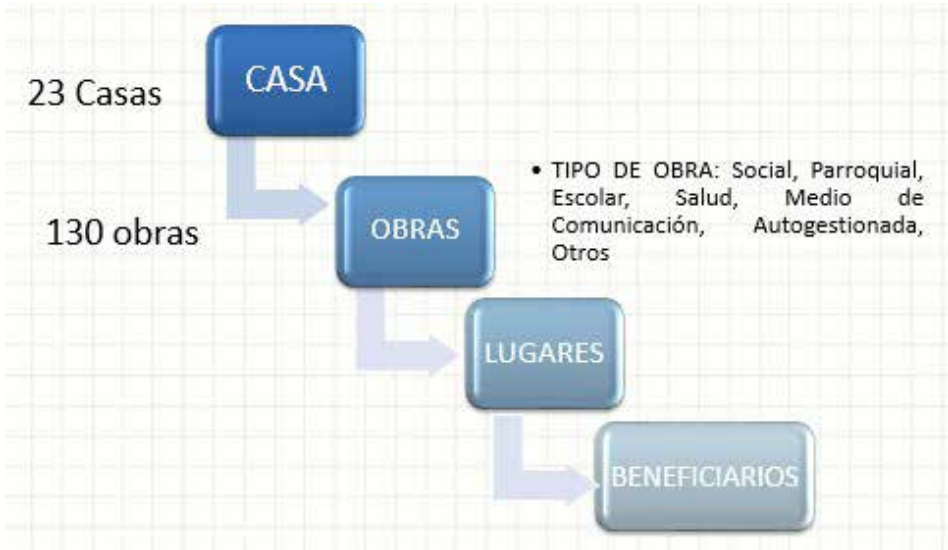 CASA
23 Casas
• TIPO DE OBRA: Social, Parroquial,
Escolar, Salud, Medio de
Comunicación, Autogestionada,
Otros
130 obras
OBRAS
LUGARES
BENEFICIARIOS